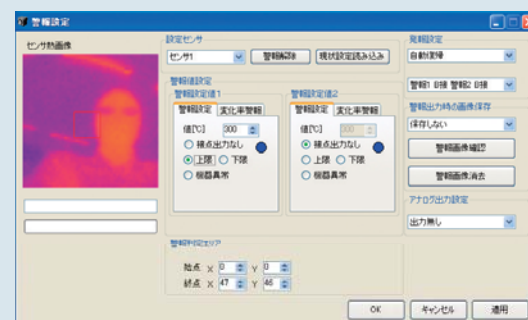 警報設定
センサ熱画像
設定センサ
センサ1
警報解除
現状設定読み込み
警報値設定
警報設定値1
警報設定 変化率警報
値[℃] 300
接点出力なし
上限 下限
機器異常
警報設定値2
警報設定 変化率警報
値[℃] 300
接点出力なし
上限 下限
機器異常
警報判定エリア
始点 X 0 Y 0
終点 X 47 Y 46
発報設定
自動復帰
警報1 B接 警報2 B接
警報出力時の画像保存
保存しない
警報画像確認
警報画像消去
アナログ出力設定
出力無し
OK キャンセル 適用